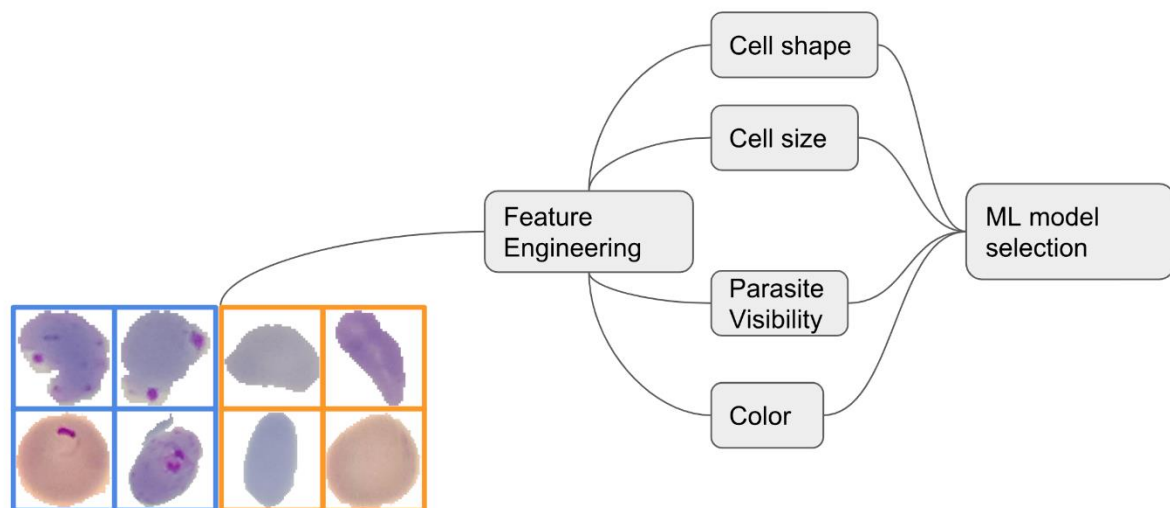 Cell shape
Cell size
Feature
Engineering
ML model
selection
Parasite
Visibility
Color